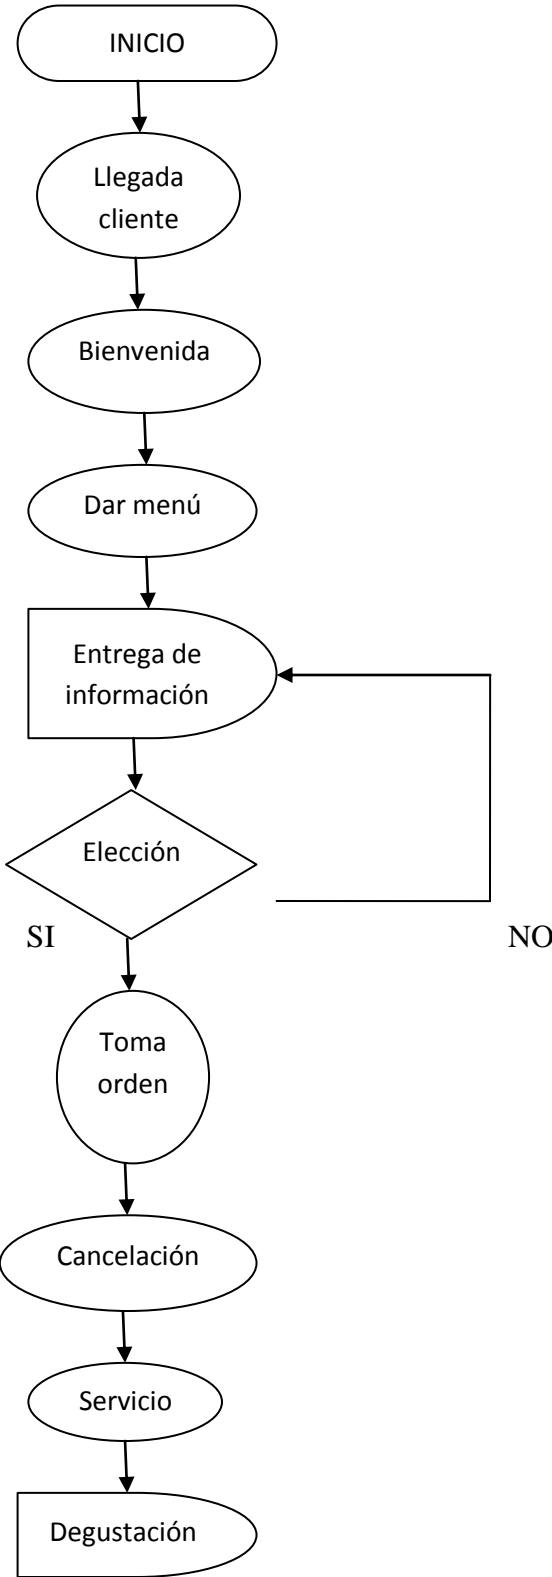 INICIO
Llegada
cliente
Bienvenida
Dar menú
Entrega de
información
Elección
SI
NO
Toma
orden
Cancelación
Servicio
Degustación